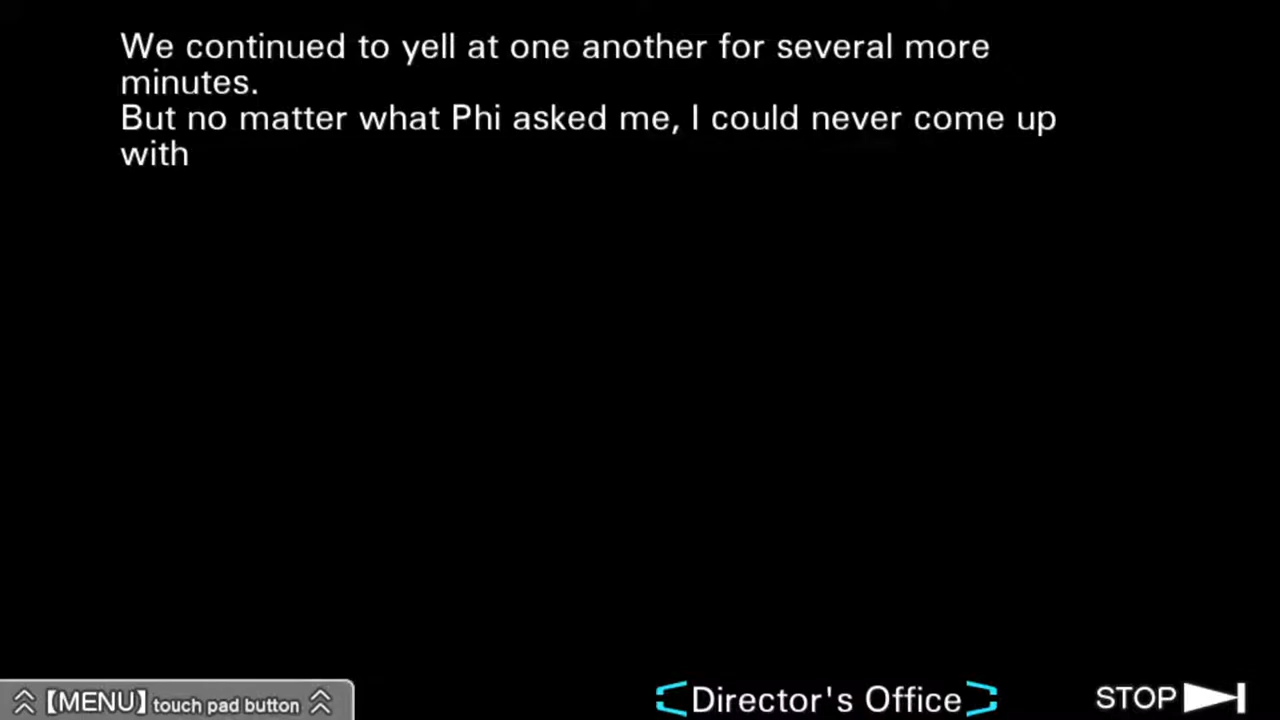 We continued to yell at one another for several more
minutes.
But no matter what Phi asked me, I could never come up
with
【MENU】touch pad button
Director's Office
STOP